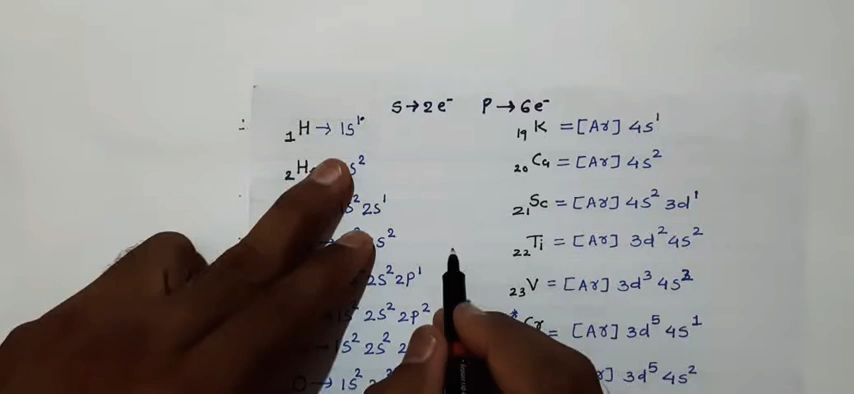 S → 2e⁻ P → 6e⁻
₁H → 1S¹
₂H S²
S² 2S¹
S²
2S² 2P¹
1S² 2S² 2P²
→ 1S² 2S² 2
O → 1S²
₁₉K = [Ar] 4S¹
₂₀Ca = [Ar] 4S²
₂₁Sc = [Ar] 4S² 3d¹
₂₂Ti = [Ar] 3d² 4S²
₂₃V = [Ar] 3d³ 4S²
*Cr = [Ar] 3d⁵ 4S¹
] 3d⁵ 4S²